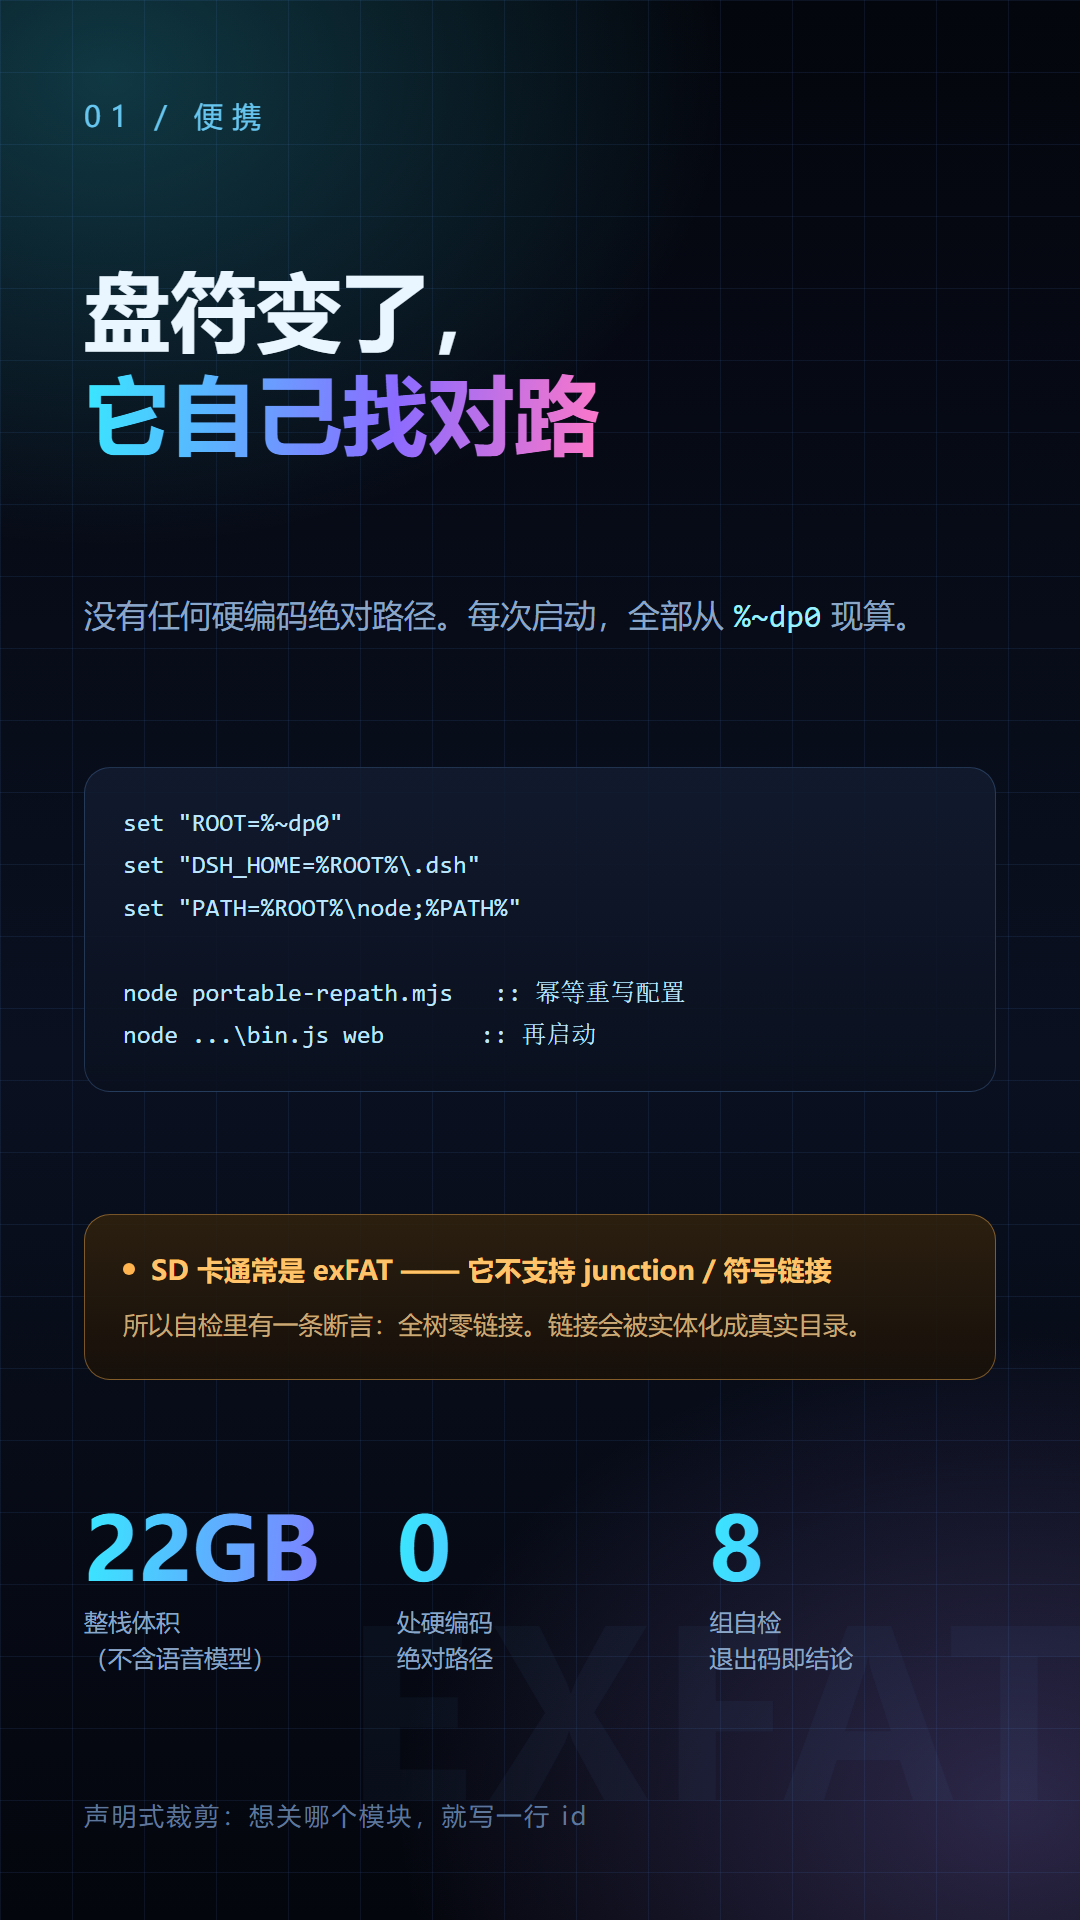 01 / 便携
盘符变了，
它自己找对路
没有任何硬编码绝对路径。每次启动，全部从 %~dp0 现算。
set "ROOT=%~dp0"
set "DSH_HOME=%ROOT%\.dsh"
set "PATH=%ROOT%\node;%PATH%"
node portable-repath.mjs   :: 幂等重写配置
node ...\bin.js web       :: 再启动
SD 卡通常是 exFAT —— 它不支持 junction / 符号链接
所以自检里有一条断言：全树零链接。链接会被实体化成真实目录。
22GB
整栈体积
（不含语音模型）
0
处硬编码
绝对路径
8
组自检
退出码即结论
EXFAT
声明式裁剪：想关哪个模块，就写一行 id